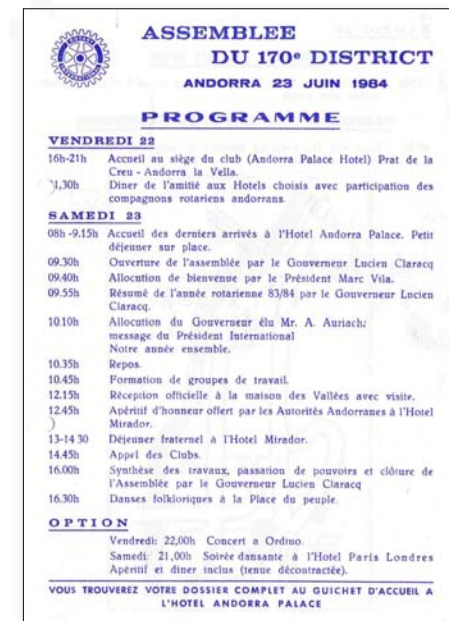 ASSEMBLEE
DU 170e DISTRICT
ANDORRA 23 JUIN 1984
PROGRAMME
VENDREDI 22
16h-21h Accueil au siège du club (Andorra Palace Hotel) Prat de la
Creu - Andorra la Vella.
1,30h Diner de l'amitié aux Hotels choisis avec participation des
compagnons rotariens andorrans.
SAMEDI 23
08h -9.15h Accueil des derniers arrivés à l'Hotel Andorra Palace. Petit
déjeuner sur place.
09.30h Ouverture de l'assemblée par le Gouverneur Lucien Claracq
09.40h Allocution de bienvenue par le Président Marc Vila.
09.55h Résumé de l'année rotarienne 83/84 par le Gouverneur Lucien
Claracq.
10.10h Allocution du Gouverneur élu Mr. A. Auriach;
message du Président International
Notre année ensemble.
10.35h Repos.
10.45h Formation de groupes de travail.
12.15h Réception officielle à la maison des Vallées avec visite.
12.45h Apéritif d'honneur offert par les Autorités Andorranes à l'Hotel
Mirador.
13-14 30 Déjeuner fraternel à l'Hotel Mirador.
14.45h Appel des Clubs.
16.00h Synthèse des travaux, passation de pouvoirs et clôture de
l'Assemblée par le Gouverneur Lucien Claracq
16.30h Danses folkloriques à la Place du peuple.
OPTION
Vendredi: 22,00h Concert a Ordino.
Samedi: 21,00h Soirée dansante à l'Hotel Paris Londres
Apéritif et diner inclus (tenue décontractée).
VOUS TROUVEREZ VOTRE DOSSIER COMPLET AU GUICHET D'ACCUEIL A
L'HOTEL ANDORRA PALACE